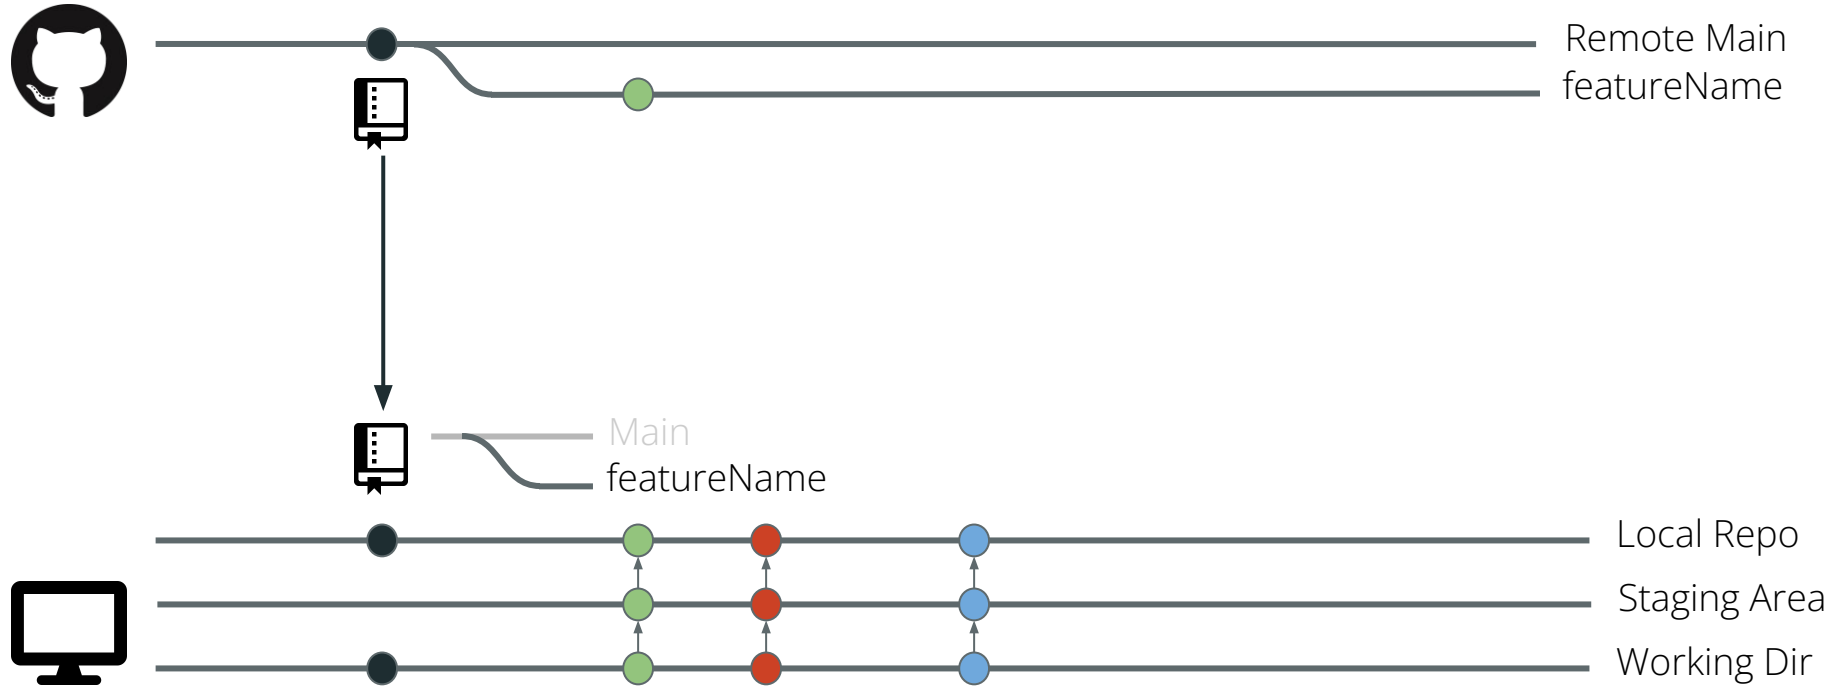 Remote Main
featureName
Main
featureName
Local Repo
Staging Area
Working Dir